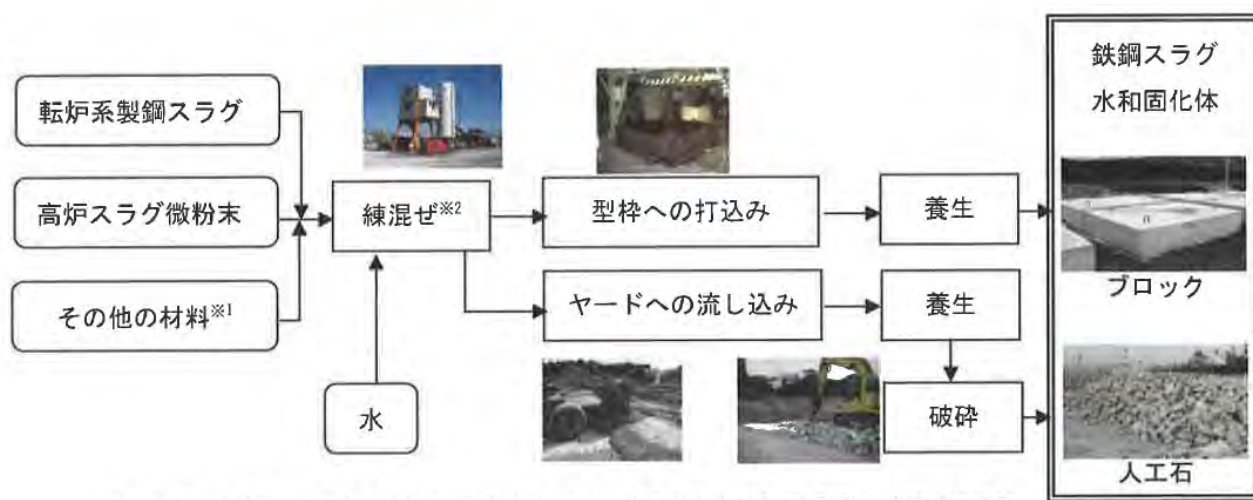 転炉系製鋼スラグ
高炉スラグ微粉末
その他の材料※1
水
練混ぜ※2
型枠への打込み
養生
ヤードへの流し込み
養生
破砕
鉄鋼スラグ
水和固化体
ブロック
人工石